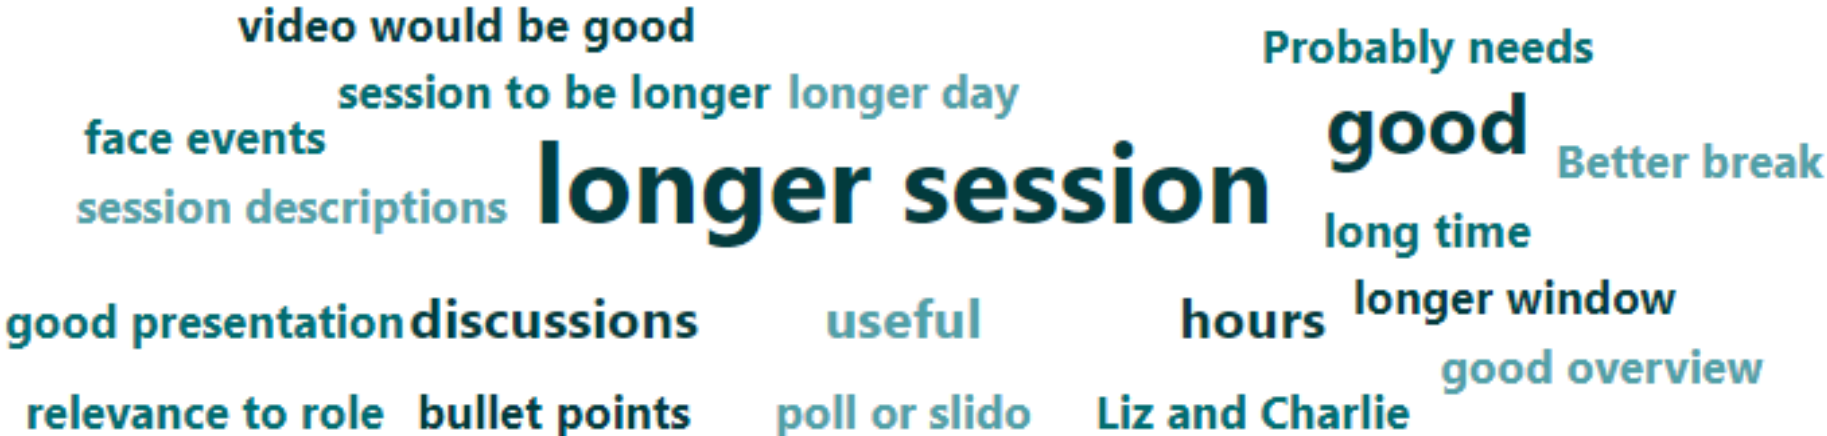 video would be good
Probably needs
session to be longer longer day
good
face events
Better break
longer session
session descriptions
long time
longer window
good presentation discussions useful hours
good overview
relevance to role bullet points poll or slido Liz and Charlie